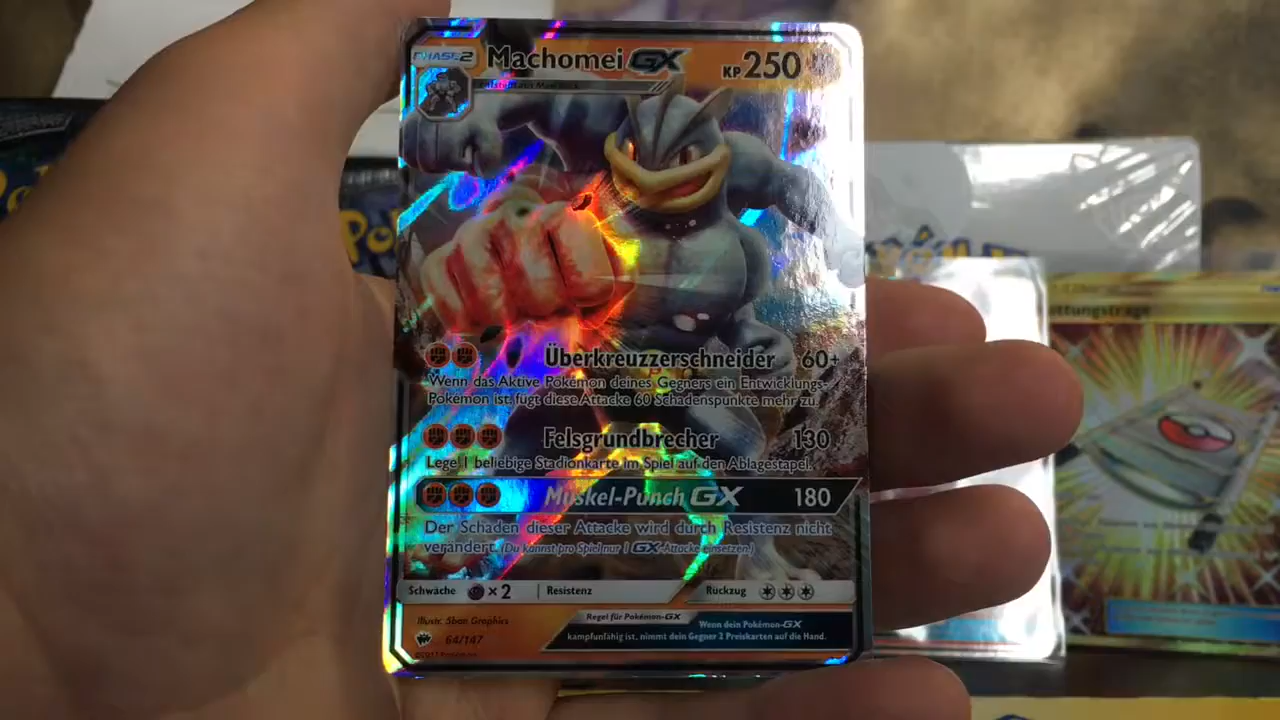 PHASE2
Machomei GX
KP 250
Überkreuzzerschneider 60+
Wenn das Aktive Pokémon deines Gegners ein Entwicklungs-
Pokémon ist, fügt diese Attacke 60 Schadenspunkte mehr zu.
Felsgrundbrecher 130
Lege 1 beliebige Stadionkarte im Spiel auf den Ablagestapel.
Muskel-Punch GX 180
Der Schaden dieser Attacke wird durch Resistenz nicht
verändert. (Du kannst pro Spiel nur 1 GX-Attacke einsetzen.)
Schwäche ×2 Resistenz Rückzug
Illustr. 5ban Graphics
Regel für Pokémon-GX
Wenn dein Pokémon-GX
kampfunfähig ist, nimmt dein Gegner 2 Preiskarten auf die Hand.
64/147
Po
ttungstrage